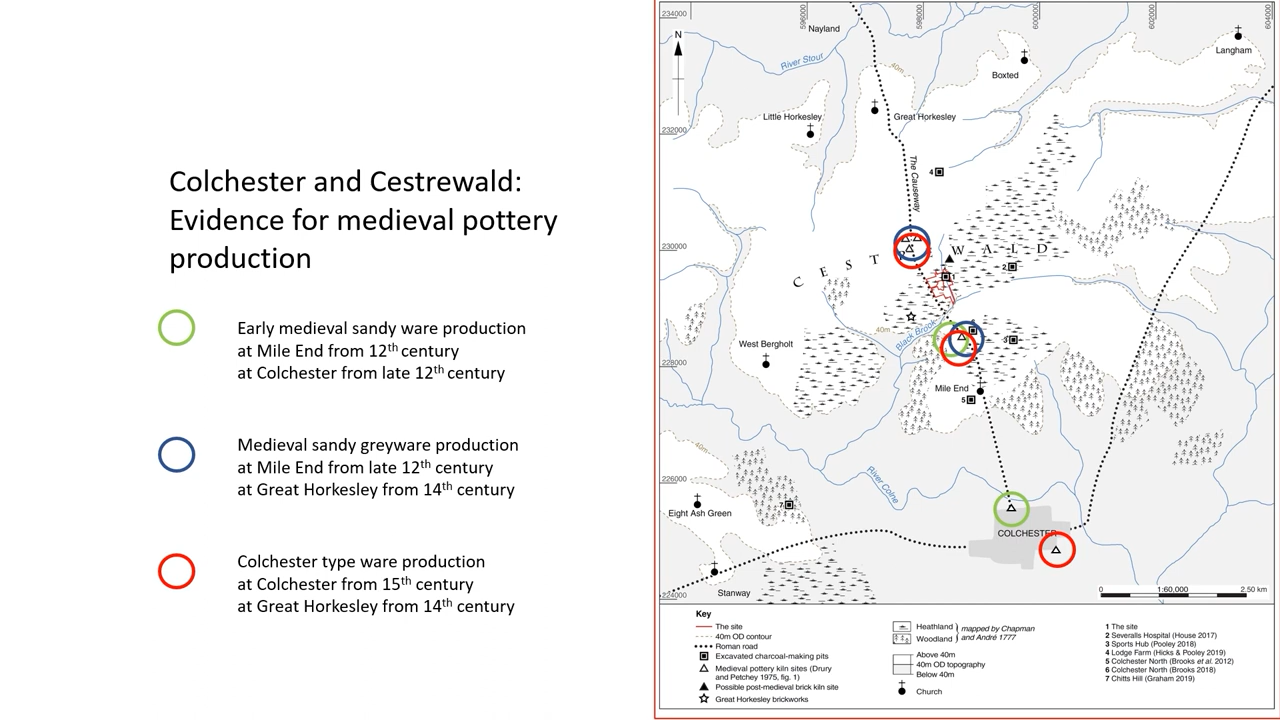 Colchester and Cestrewald:
Evidence for medieval pottery
production
Early medieval sandy ware production
at Mile End from 12th century
at Colchester from late 12th century
Medieval sandy greyware production
at Mile End from late 12th century
at Great Horkesley from 14th century
Colchester type ware production
at Colchester from 15th century
at Great Horkesley from 14th century
234000
596000
598000
600000
602000
604000
N
Nayland
River Stour
40m
Boxted
Langham
Little Horkesley
Great Horkesley
232000
The Causeway
4
230000
C E S T R E W A L D
2
1
Black Brook
40m
3
West Bergholt
228000
Mile End
5
40m
226000
River Colne
7
Eight Ash Green
COLCHESTER
Stanway
224000
0 1:60,000 2.50 km
Key
The site
40m OD contour
Roman road
Excavated charcoal-making pits
Medieval pottery kiln sites (Drury
and Petchey 1975, fig. 1)
Possible post-medieval brick kiln site
Great Horkesley brickworks
Heathland
Woodland
mapped by Chapman
and André 1777
Above 40m
40m OD topography
Below 40m
Church
1 The site
2 Severalls Hospital (House 2017)
3 Sports Hub (Pooley 2018)
4 Lodge Farm (Hicks & Pooley 2019)
5 Colchester North (Brooks et al. 2012)
6 Colchester North (Brooks 2018)
7 Chitts Hill (Graham 2019)